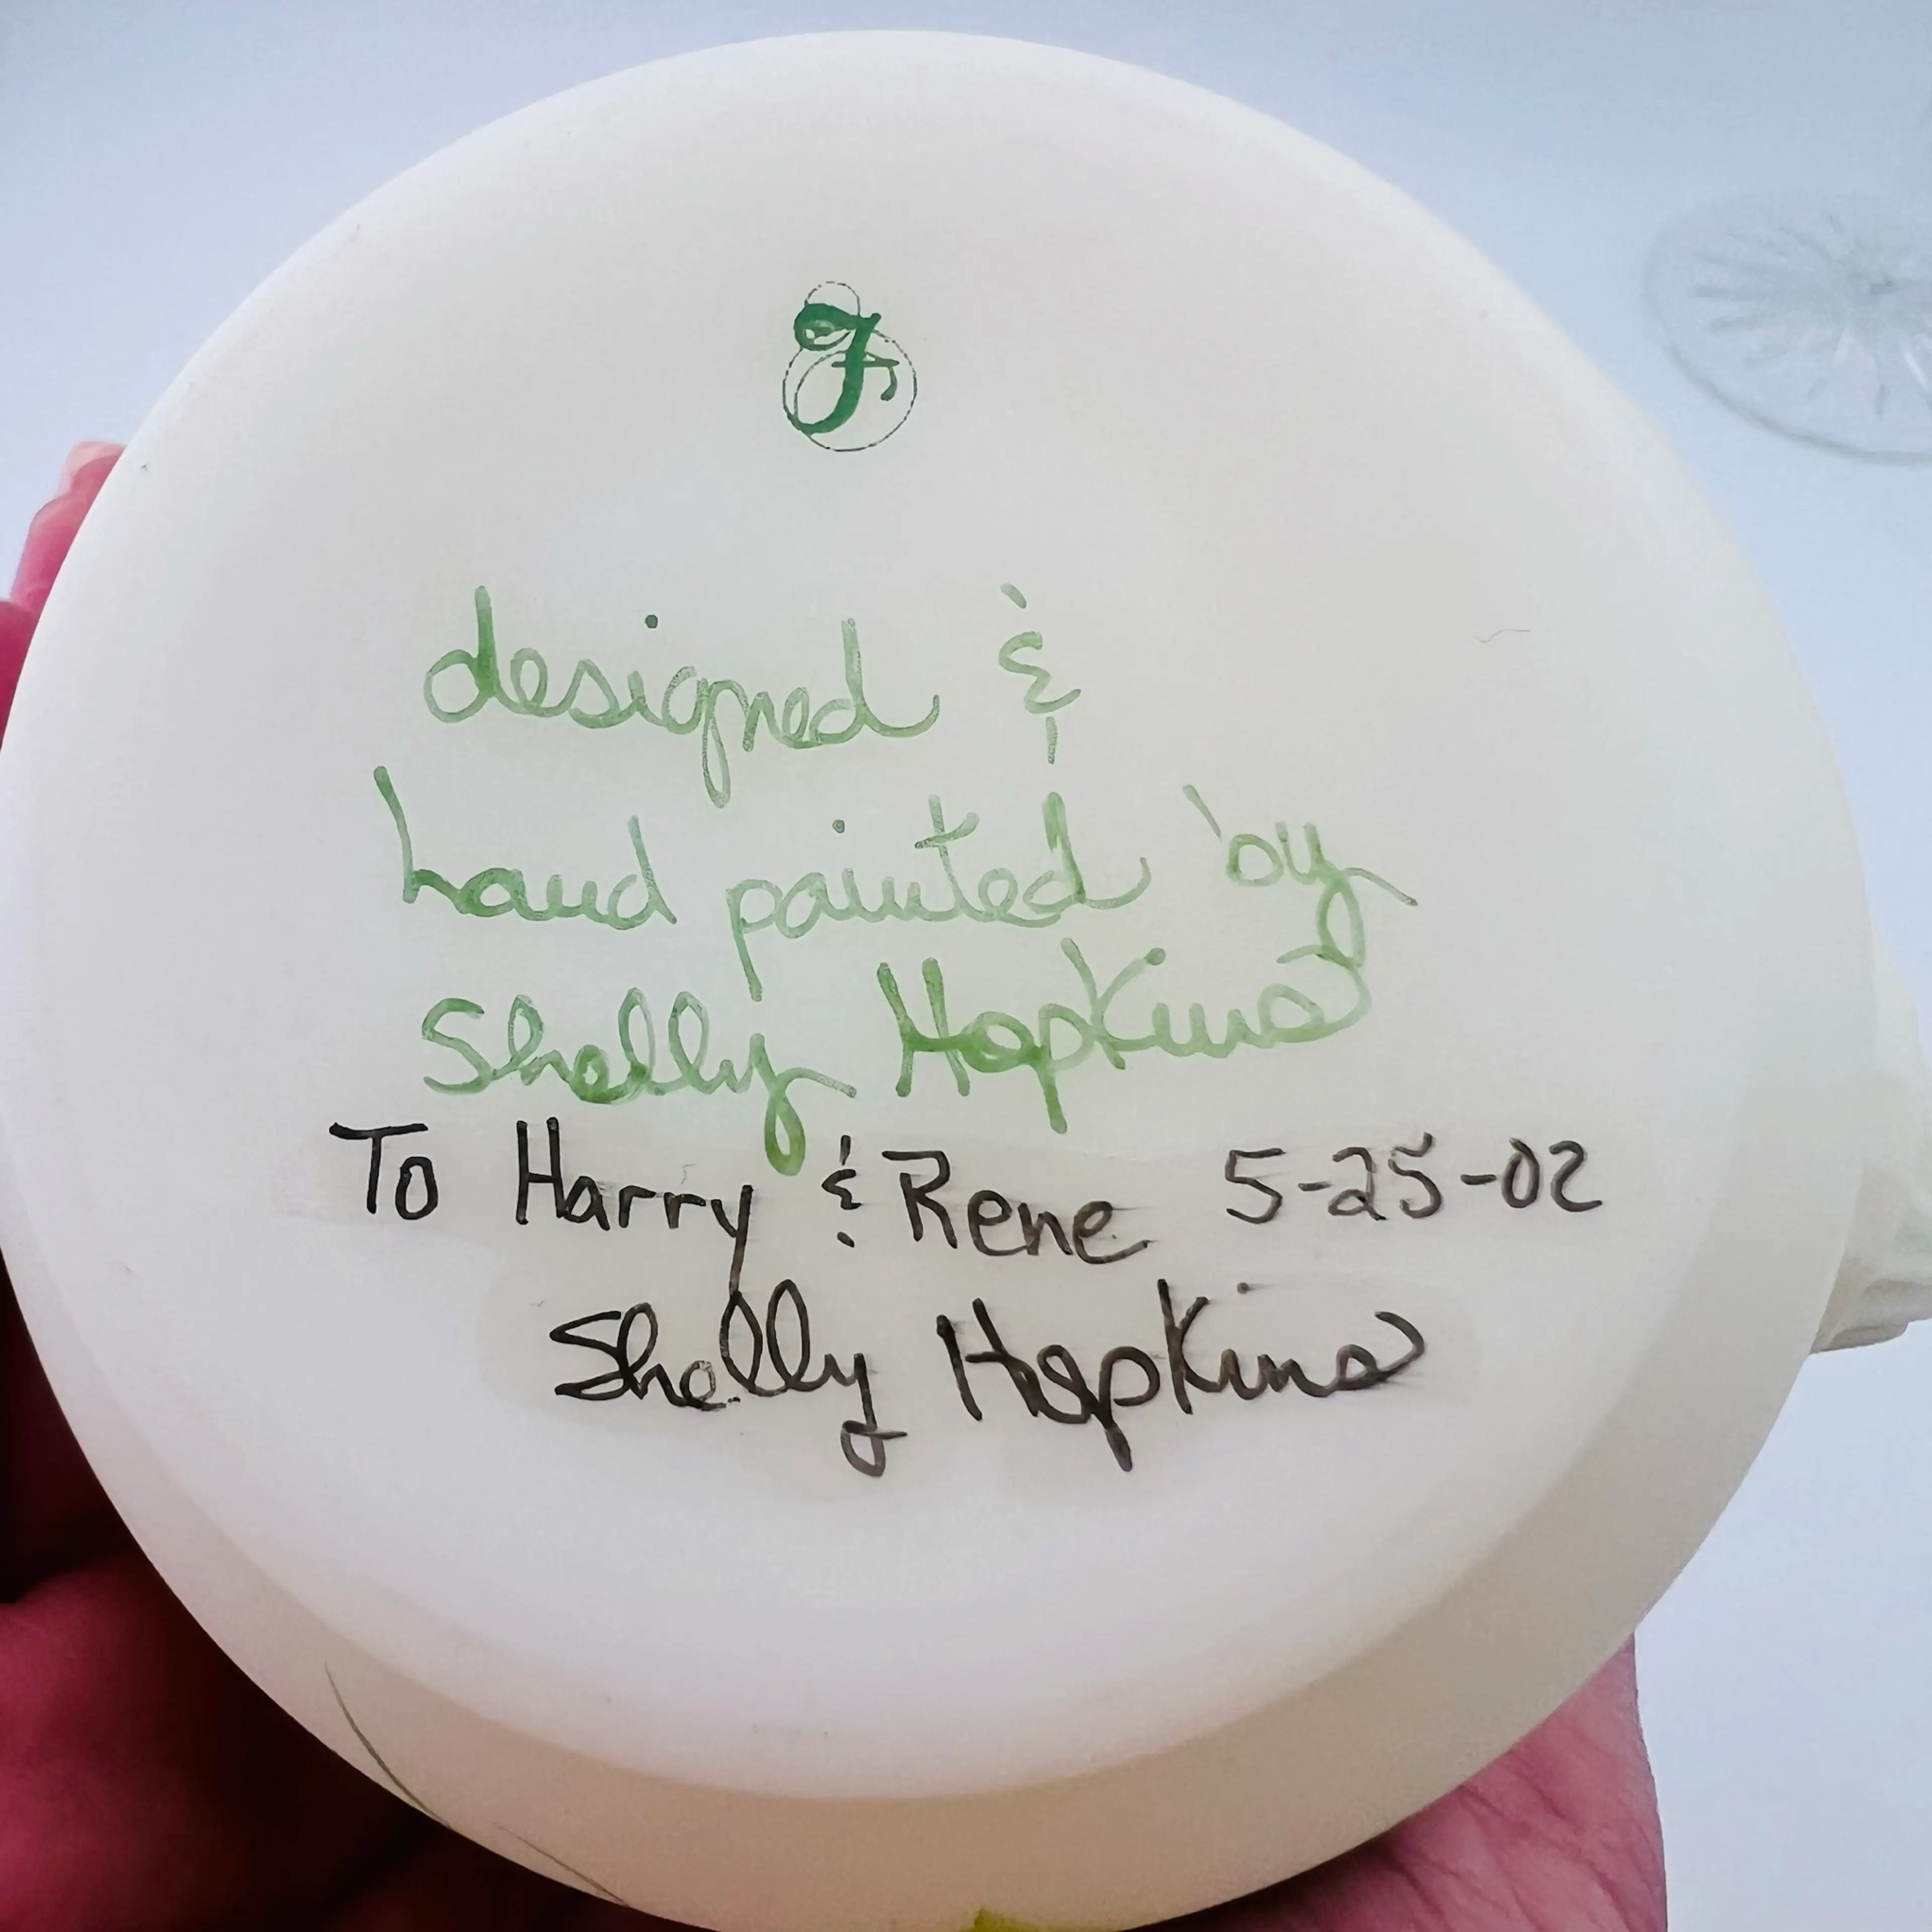 F
designed &
hand painted by
Shelly Hopkins
To Harry & Rene 5-25-02
Shelly Hopkins